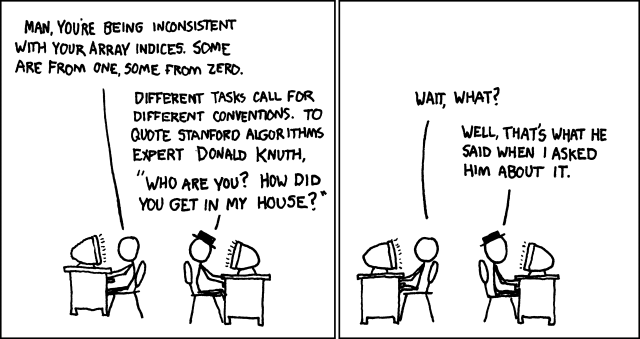 MAN, YOU'RE BEING INCONSISTENT
WITH YOUR ARRAY INDICES. SOME
ARE FROM ONE, SOME FROM ZERO.
DIFFERENT TASKS CALL FOR
DIFFERENT CONVENTIONS. TO
QUOTE STANFORD ALGORITHMS
EXPERT DONALD KNUTH,
"WHO ARE YOU? HOW DID
YOU GET IN MY HOUSE?"
WAIT, WHAT?
WELL, THAT'S WHAT HE
SAID WHEN I ASKED
HIM ABOUT IT.